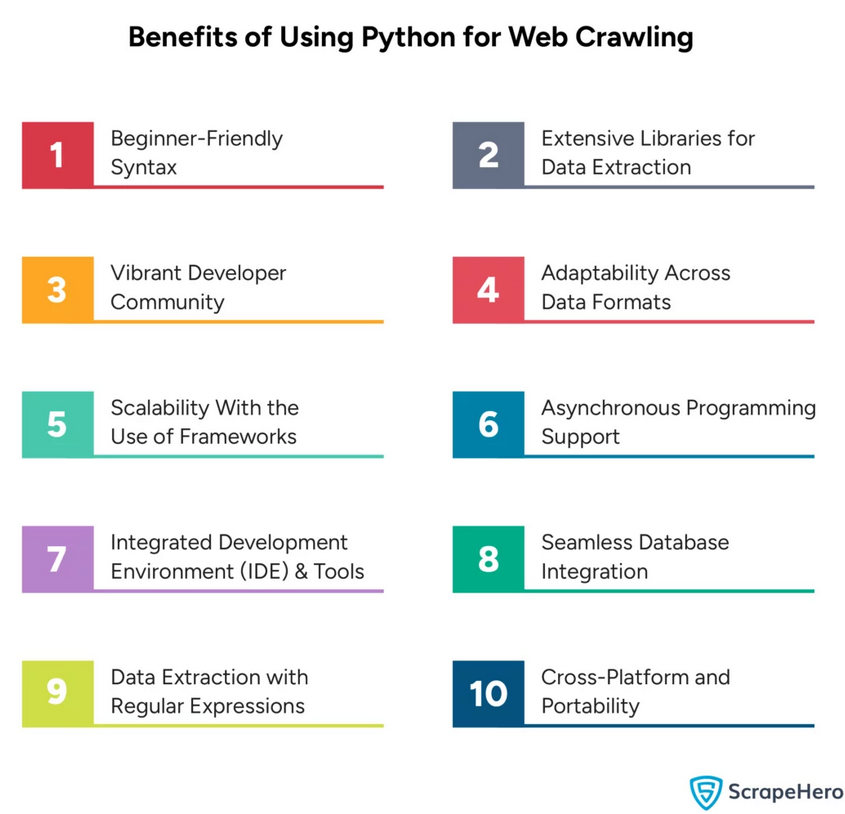 Benefits of Using Python for Web Crawling
1
Beginner-Friendly
Syntax
2
Extensive Libraries for
Data Extraction
3
Vibrant Developer
Community
4
Adaptability Across
Data Formats
5
Scalability With the
Use of Frameworks
6
Asynchronous Programming
Support
7
Integrated Development
Environment (IDE) & Tools
8
Seamless Database
Integration
9
Data Extraction with
Regular Expressions
10
Cross-Platform and
Portability
ScrapeHero